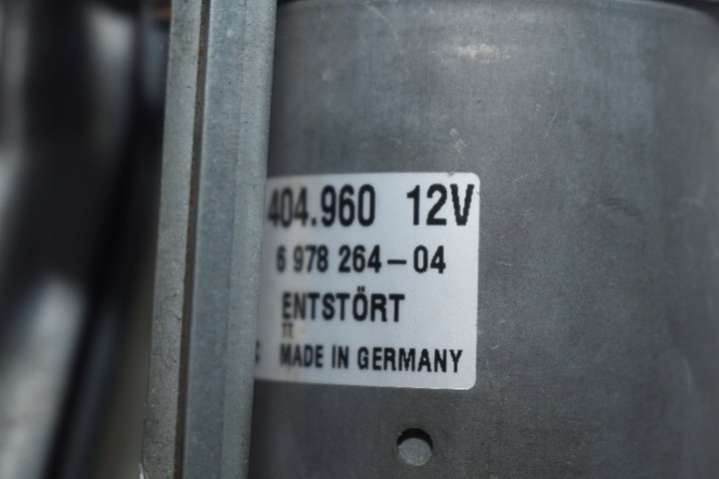 404.960 12V
6 978 264-04
ENTSTÖRT
C MADE IN GERMANY